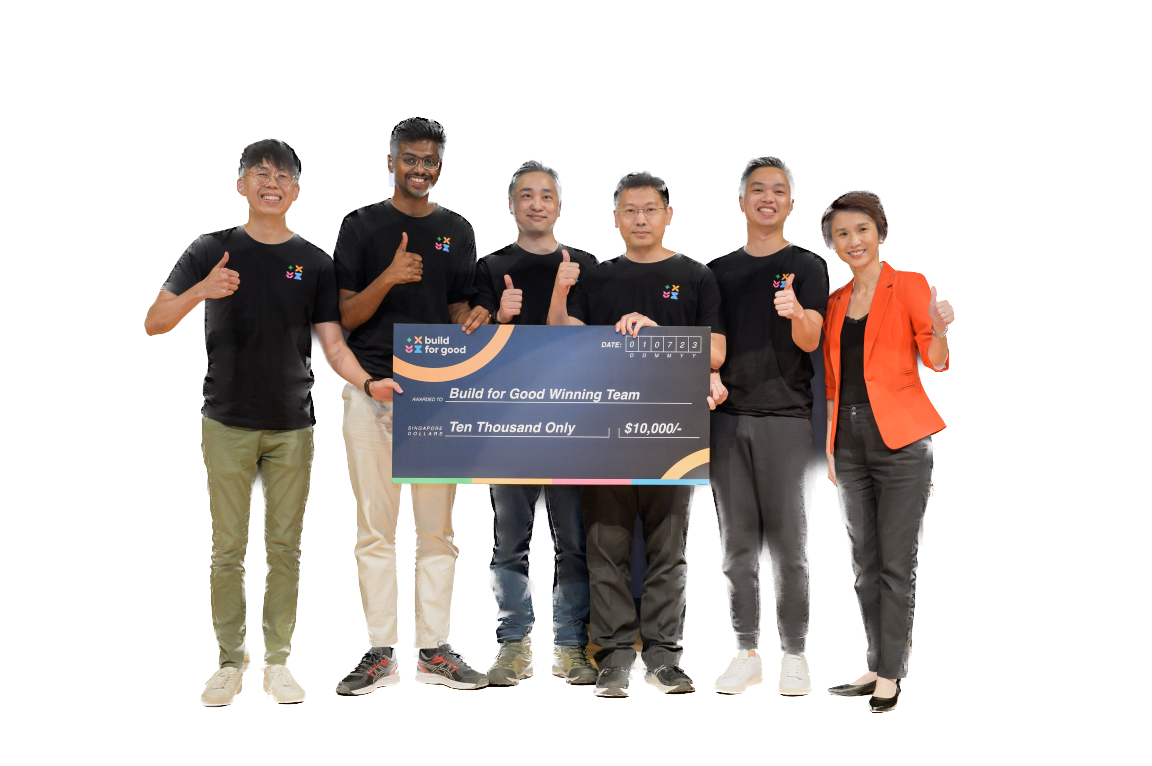 build
for good
DATE: 0 1 0 7 2 3
D D M M Y Y
AWARDED TO Build for Good Winning Team
SINGAPORE
DOLLARS Ten Thousand Only $10,000/-